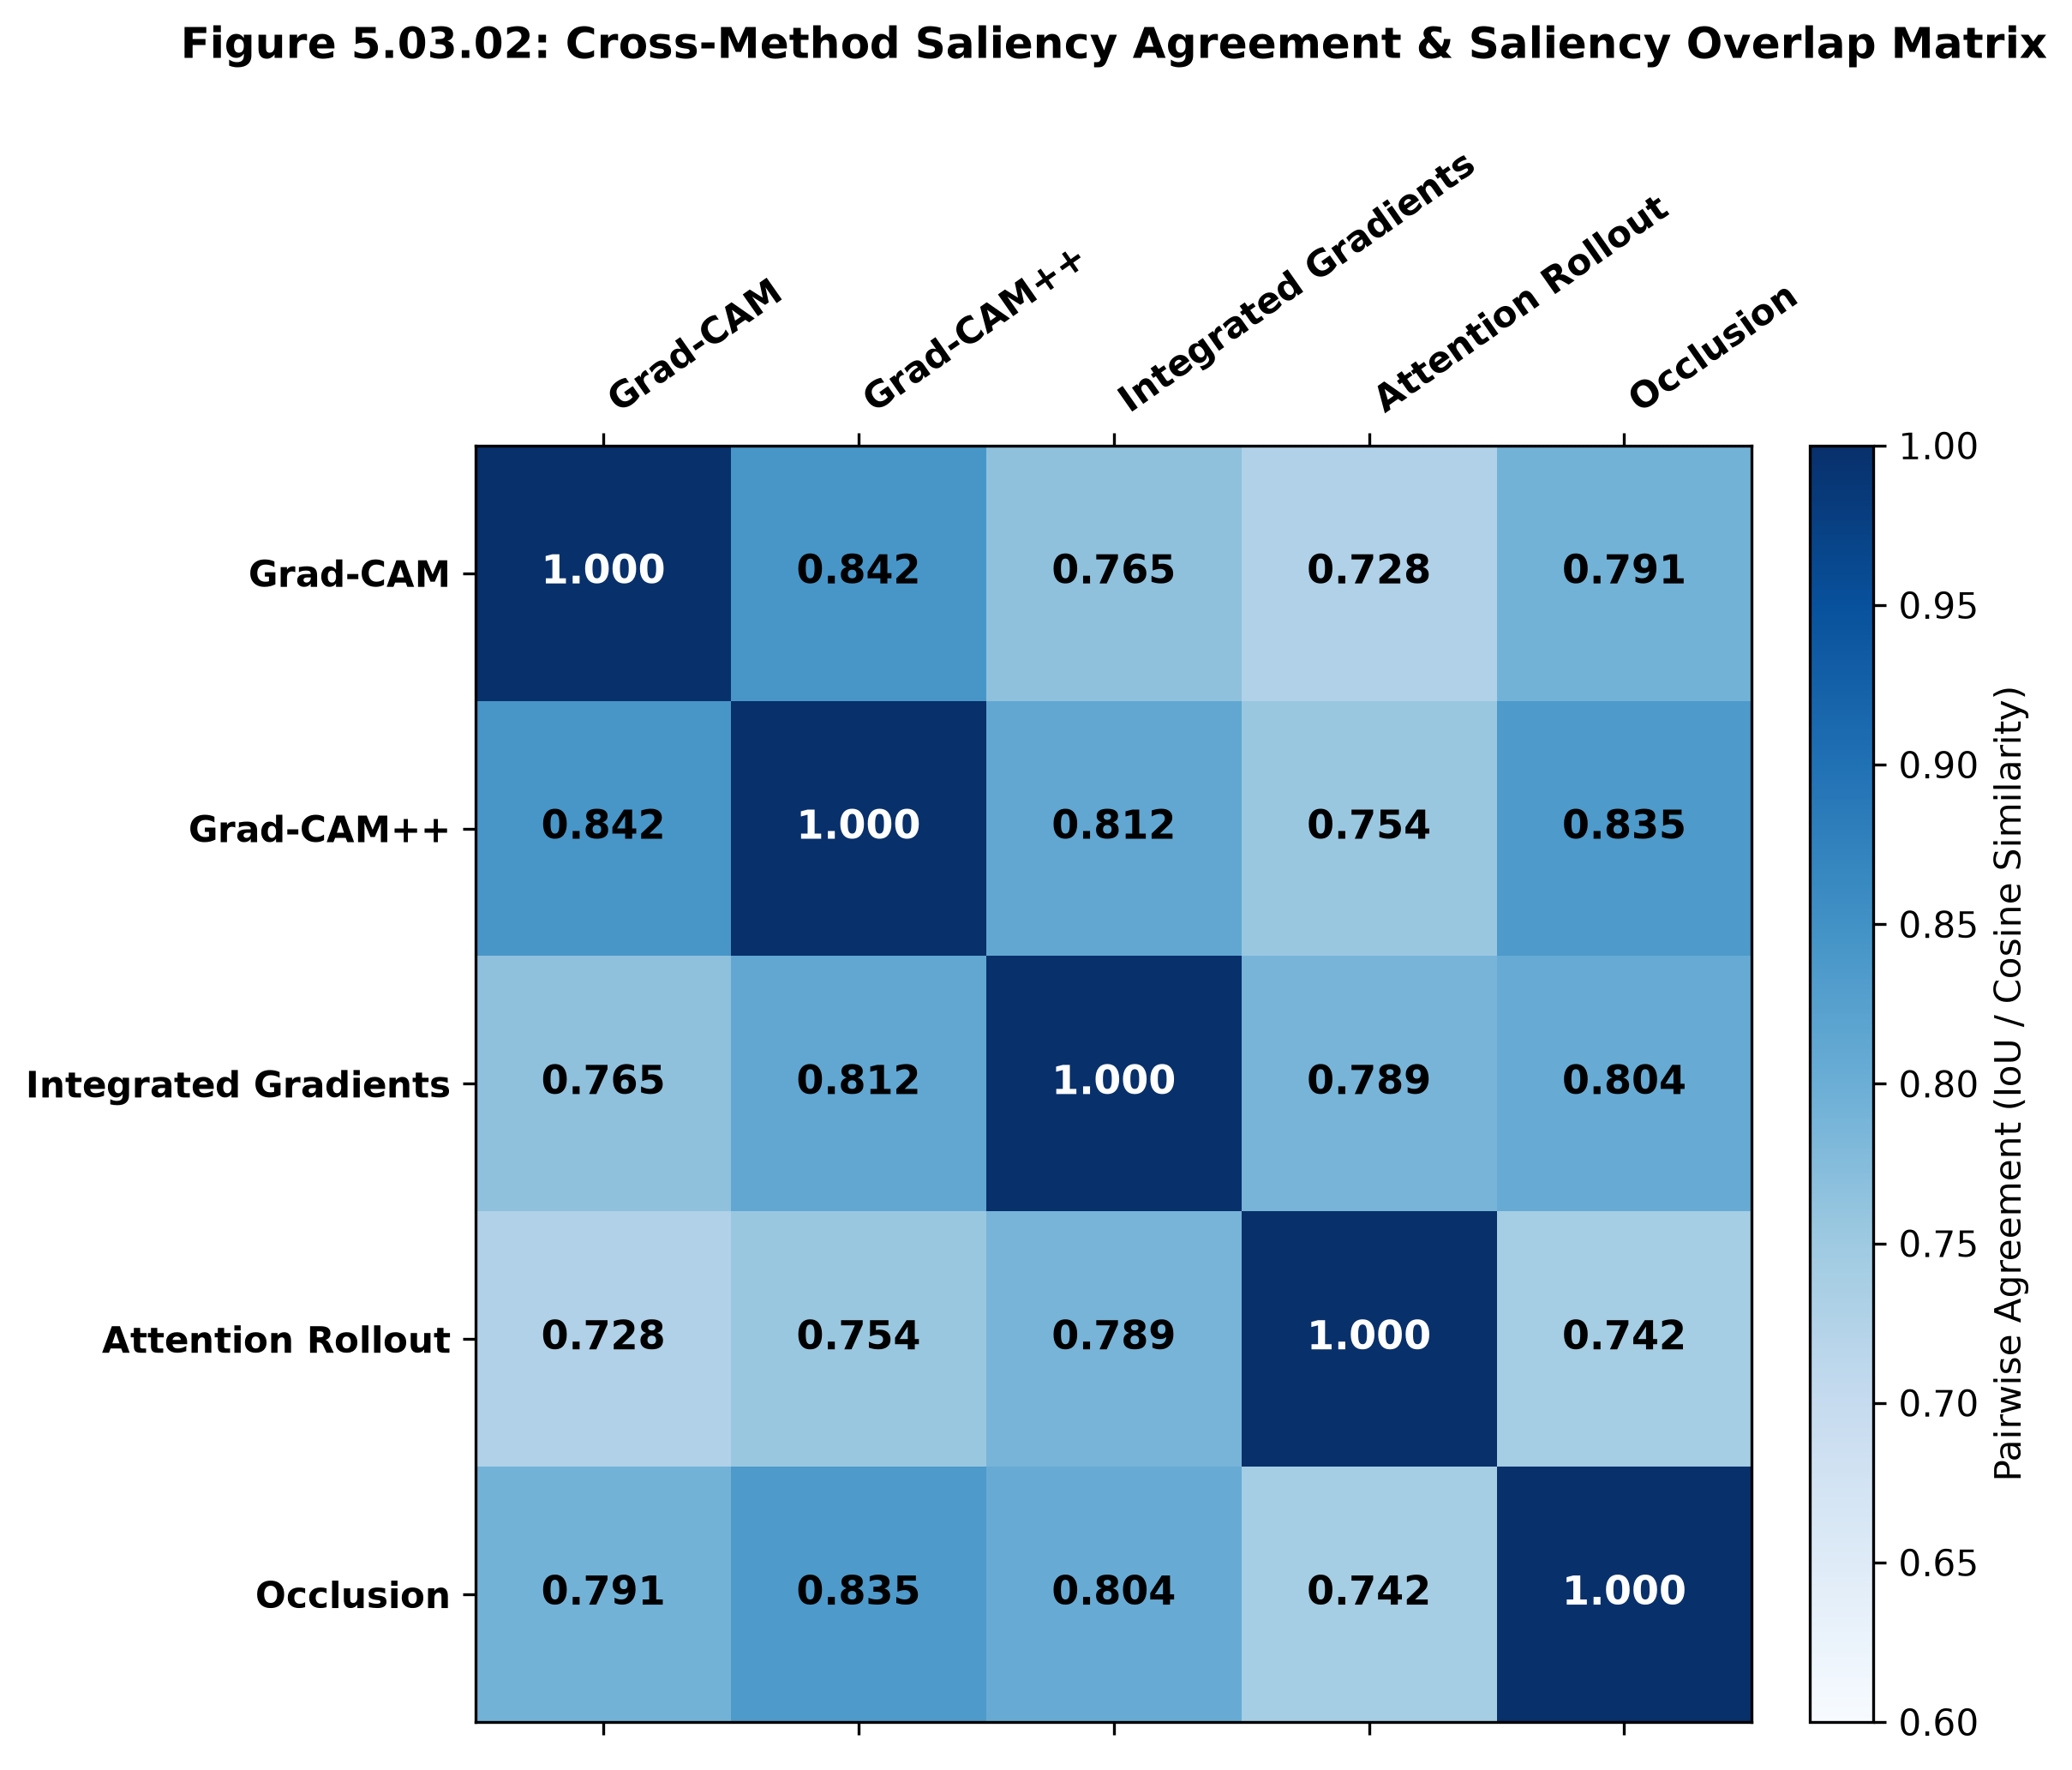 Figure 5.03.02: Cross-Method Saliency Agreement & Saliency Overlap Matrix
Grad-CAM
Grad-CAM++
Integrated Gradients
Attention Rollout
Occlusion
Grad-CAM 1.000 0.842 0.765 0.728 0.791
Grad-CAM++ 0.842 1.000 0.812 0.754 0.835
Integrated Gradients 0.765 0.812 1.000 0.789 0.804
Attention Rollout 0.728 0.754 0.789 1.000 0.742
Occlusion 0.791 0.835 0.804 0.742 1.000
1.00
0.95
0.90
0.85
0.80
0.75
0.70
0.65
0.60
Pairwise Agreement (IoU / Cosine Similarity)